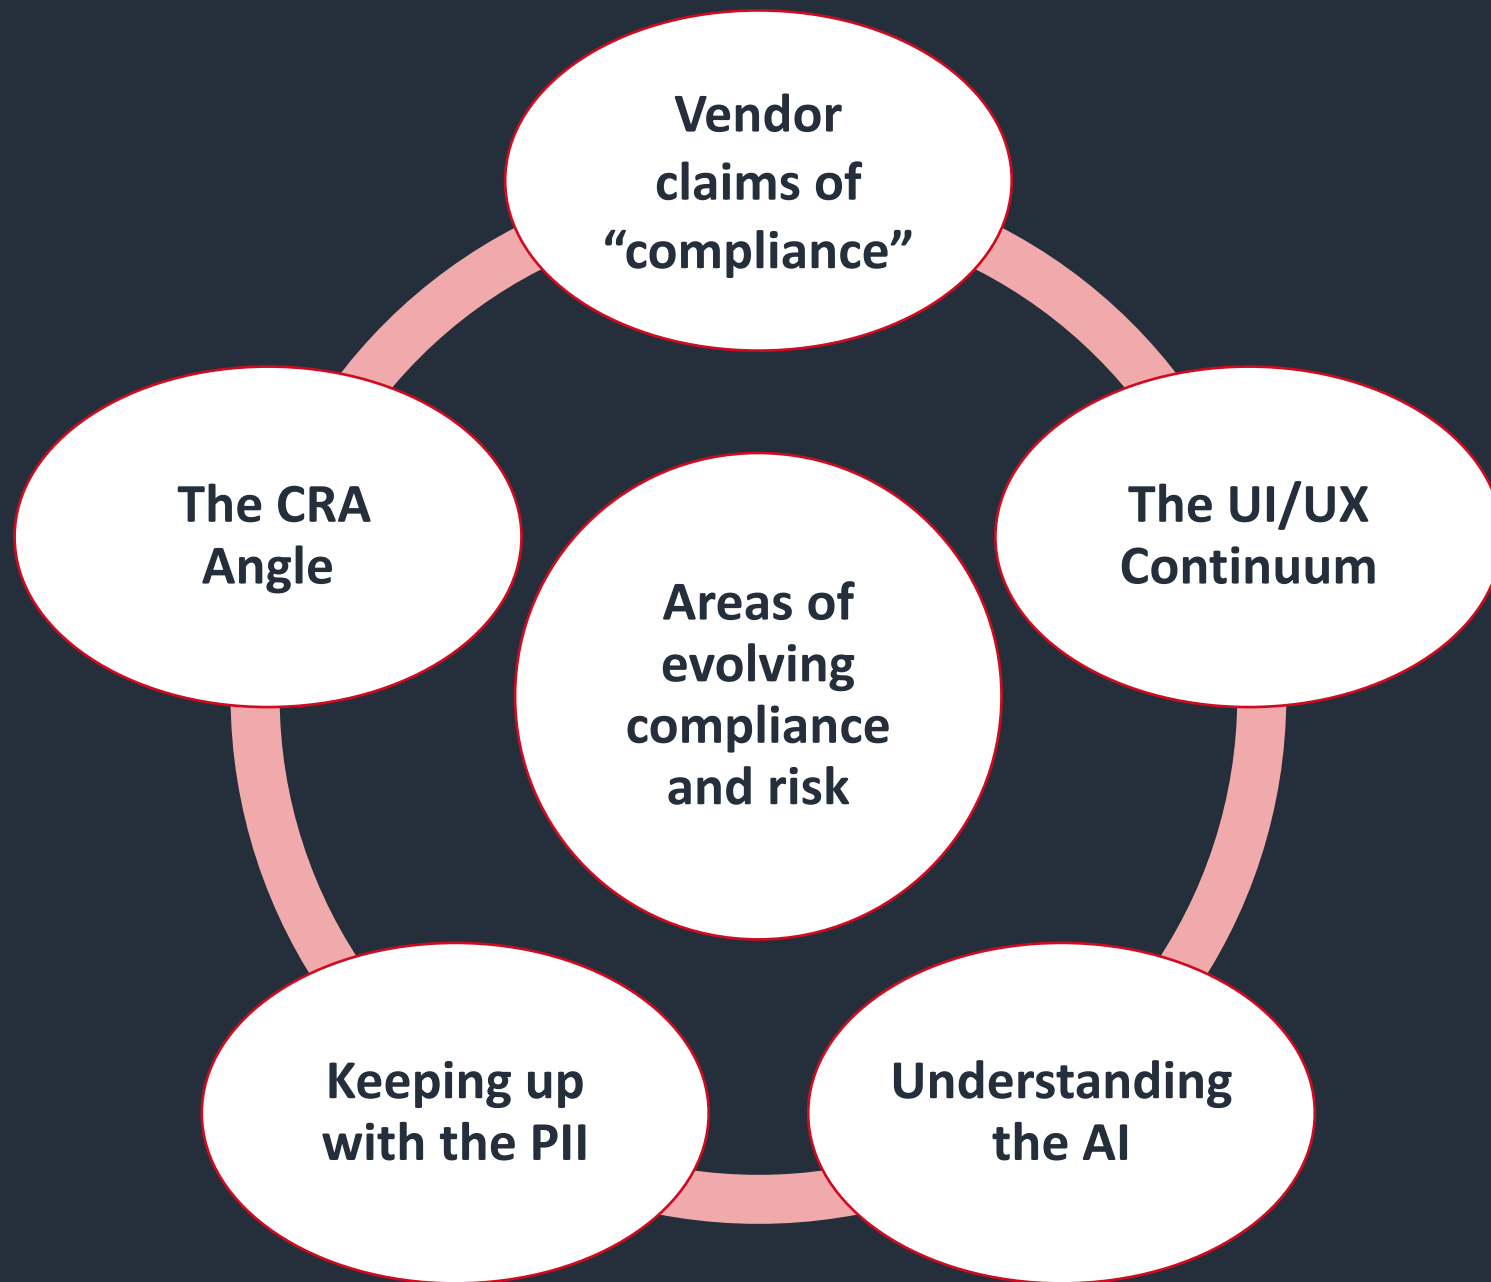 Vendor
claims of
“compliance”
The CRA
Angle
The UI/UX
Continuum
Areas of
evolving
compliance
and risk
Keeping up
with the PII
Understanding
the AI